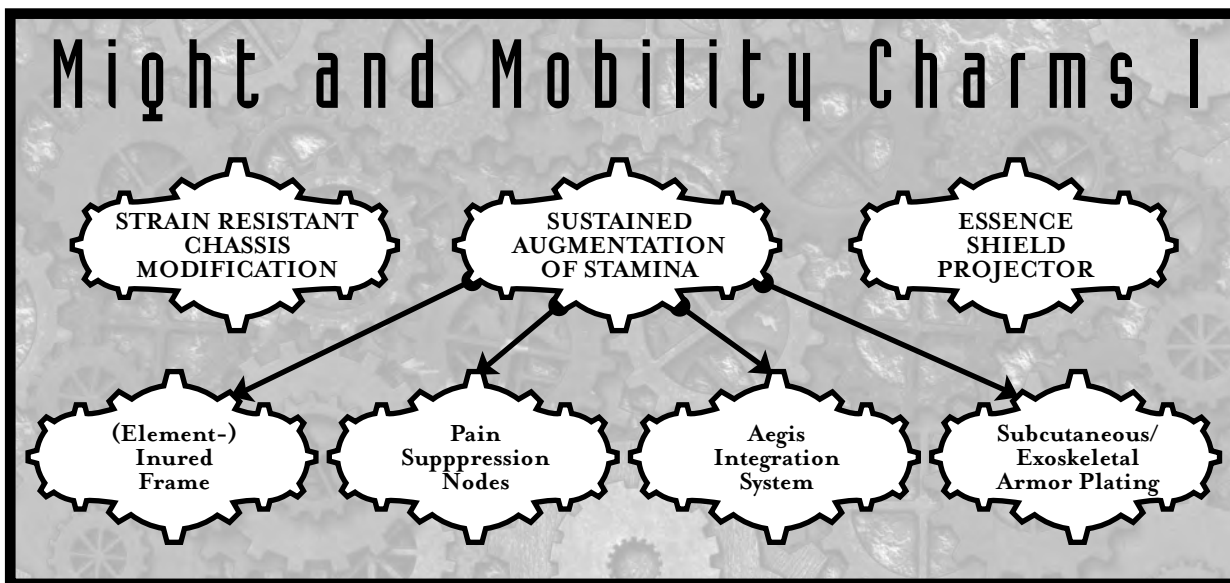 Might and Mobility Charms I
STRAIN RESISTANT
CHASSIS
MODIFICATION
SUSTAINED
AUGMENTATION
OF STAMINA
ESSENCE
SHIELD
PROJECTOR
(Element-)
Inured
Frame
Pain
Supppression
Nodes
Aegis
Integration
System
Subcutaneous/
Exoskeletal
Armor Plating